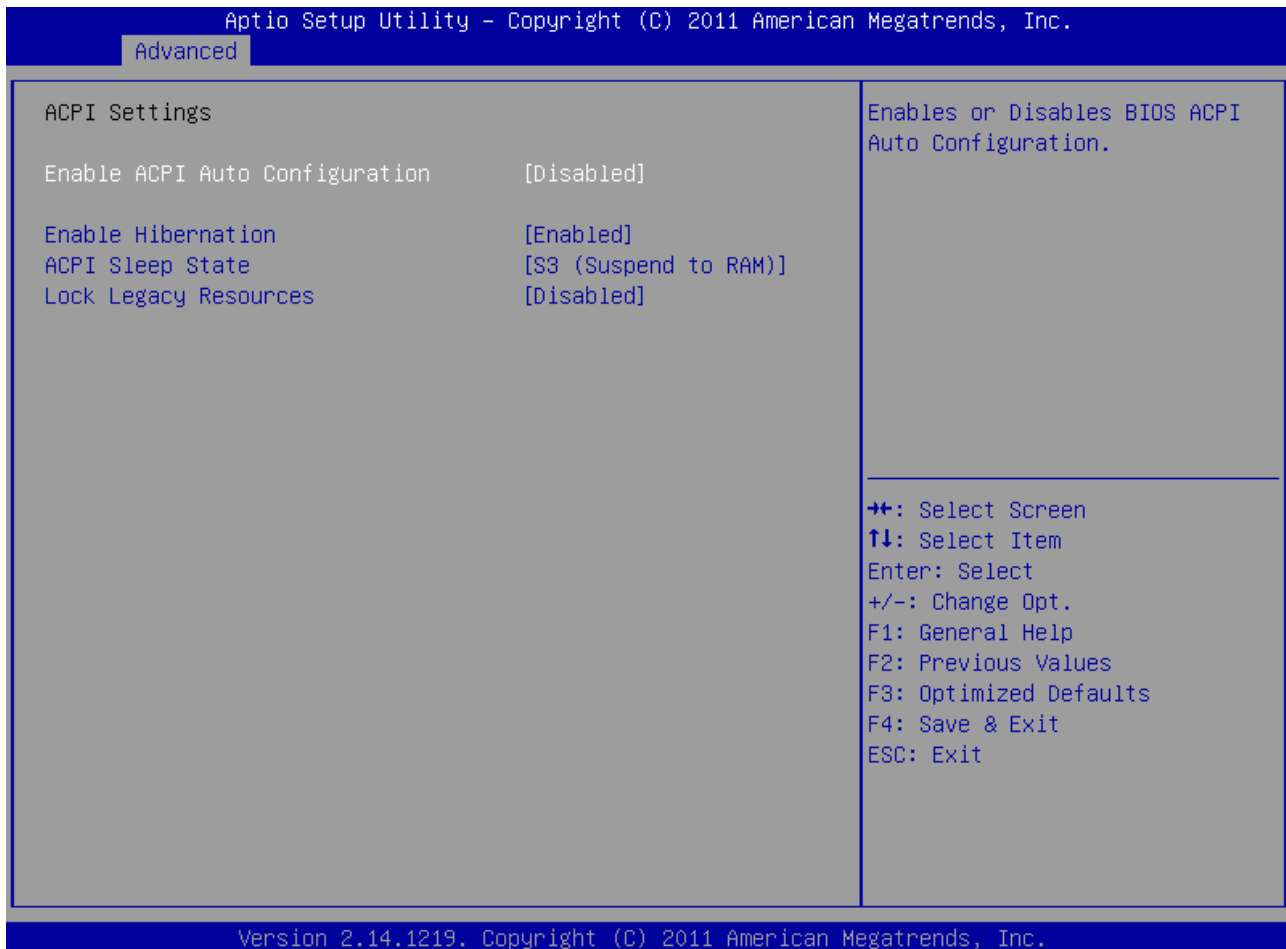 Aptio Setup Utility – Copyright (C) 2011 American Megatrends, Inc.
Advanced
ACPI Settings
Enable ACPI Auto Configuration [Disabled]
Enable Hibernation [Enabled]
ACPI Sleep State [S3 (Suspend to RAM)]
Lock Legacy Resources [Disabled]
Enables or Disables BIOS ACPI
Auto Configuration.
→←: Select Screen
↑↓: Select Item
Enter: Select
+/-: Change Opt.
F1: General Help
F2: Previous Values
F3: Optimized Defaults
F4: Save & Exit
ESC: Exit
Version 2.14.1219. Copyright (C) 2011 American Megatrends, Inc.